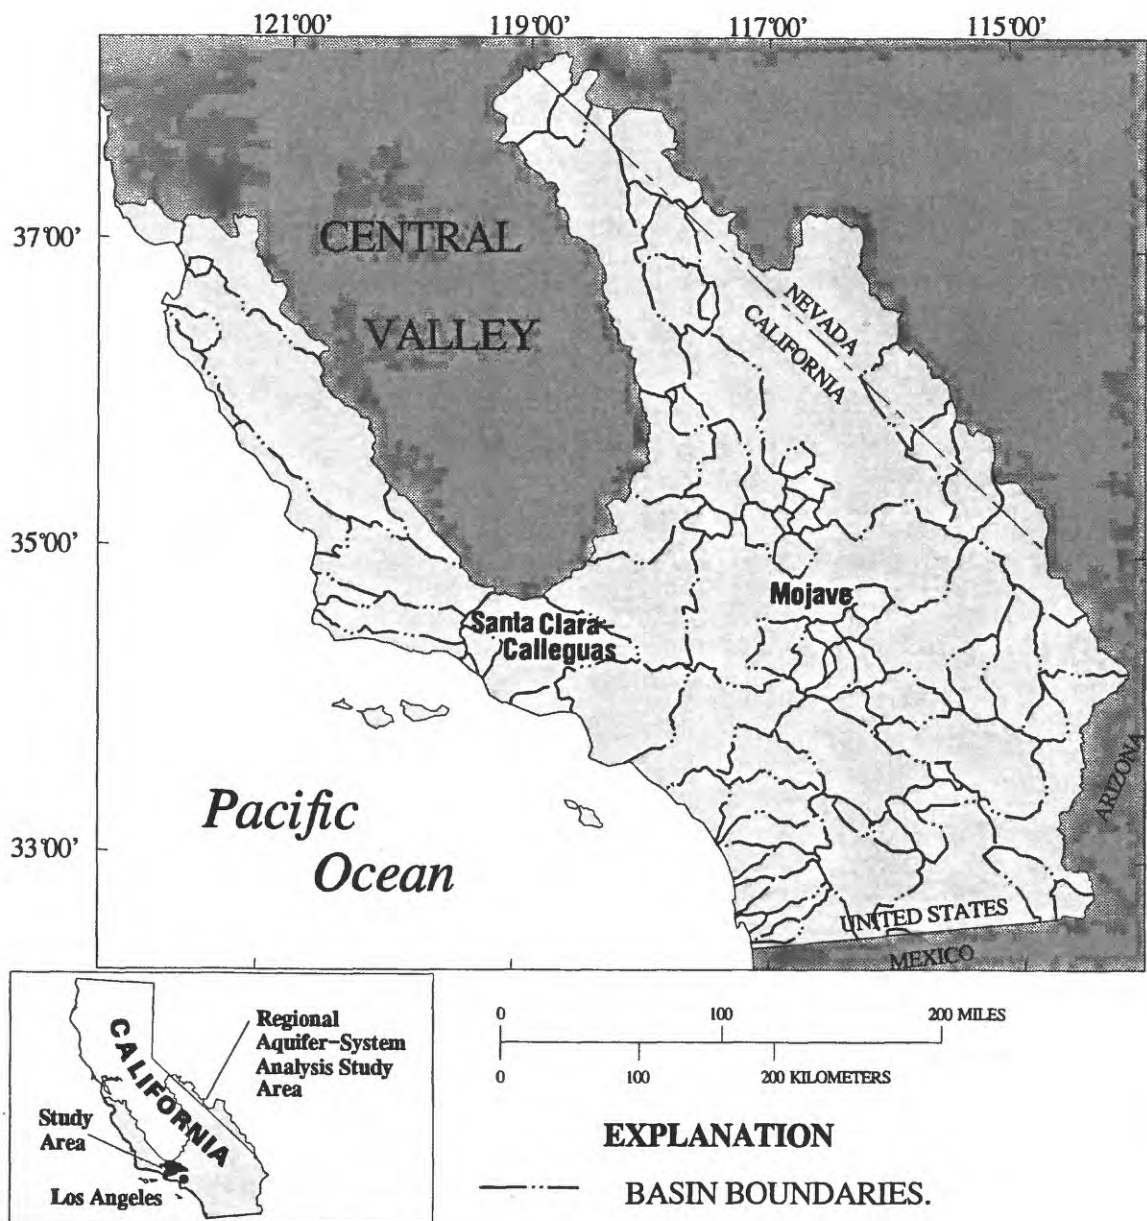 121°00' 119°00' 117°00' 115°00'
37°00'
CENTRAL
VALLEY
NEVADA
CALIFORNIA
35°00'
Mojave
Santa Clara–
Calleguas
ARIZONA
Pacific
Ocean
33°00'
UNITED STATES
MEXICO
CALIFORNIA
Regional
Aquifer–System
Analysis Study
Area
Study
Area
Los Angeles
0 100 200 MILES
0 100 200 KILOMETERS
EXPLANATION
BASIN BOUNDARIES.